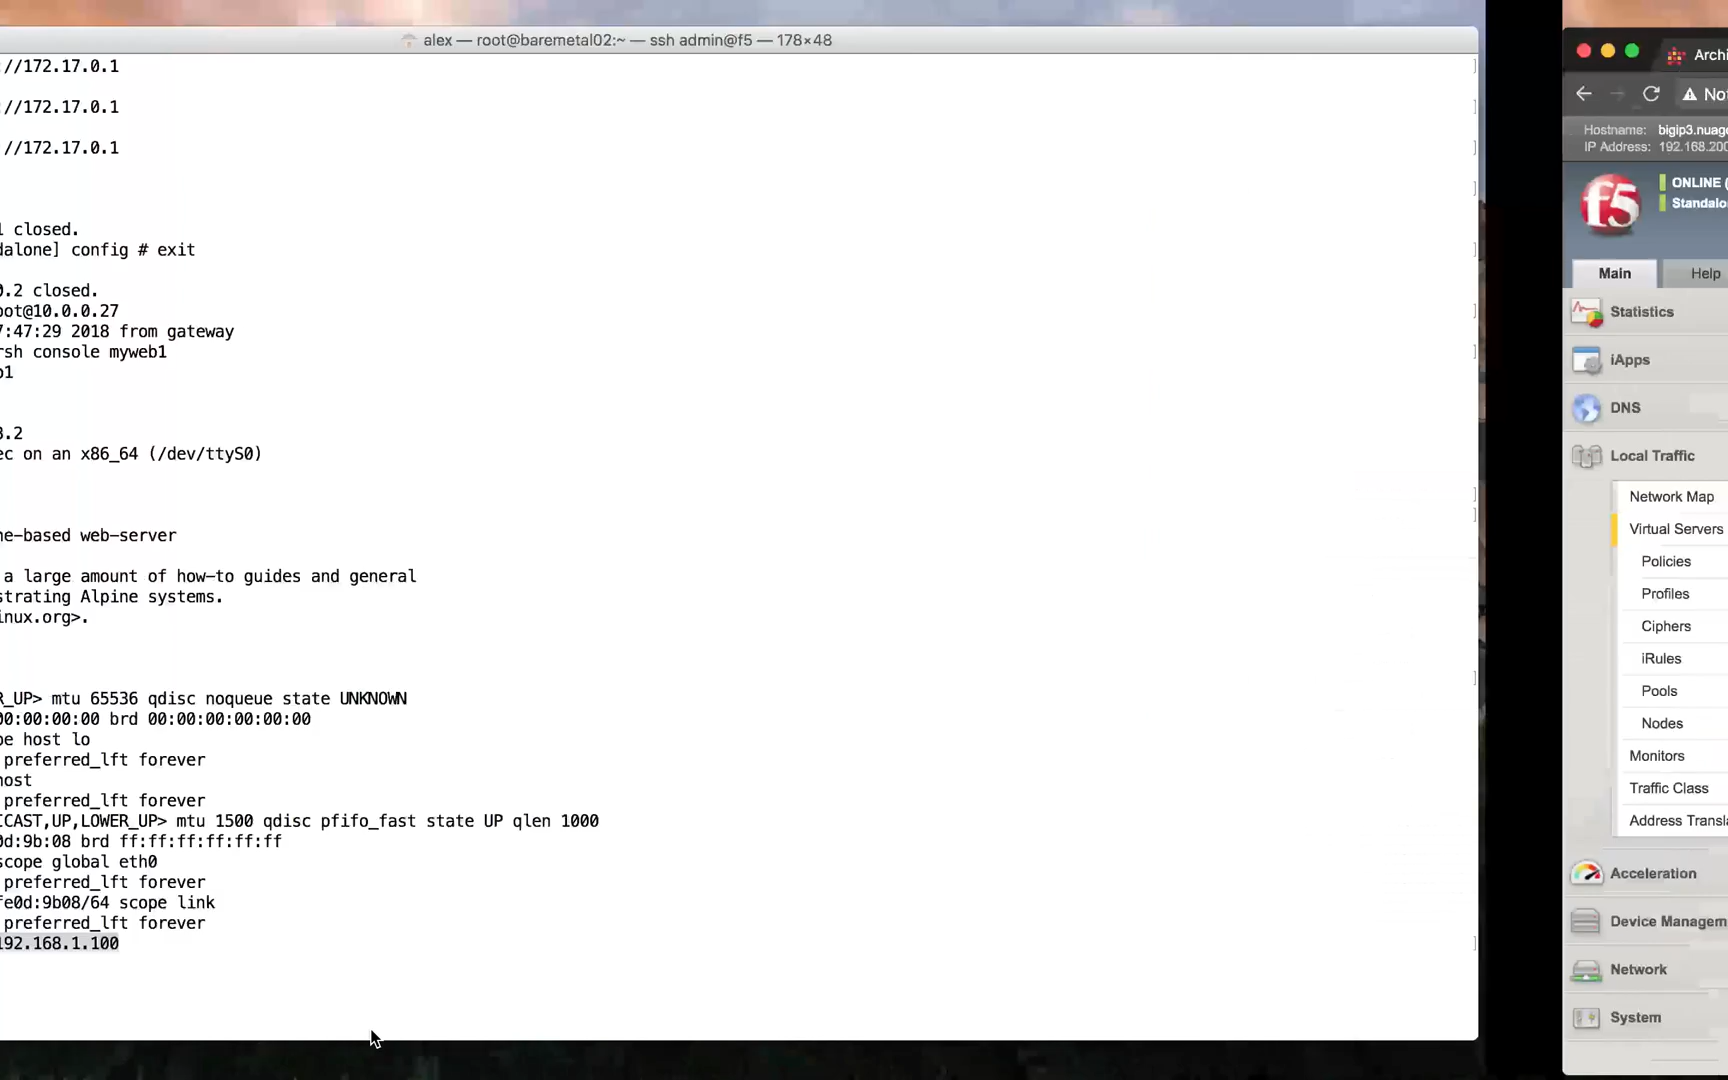 alex — root@baremetal02:~ — ssh admin@f5 — 178×48
://172.17.0.1
://172.17.0.1
://172.17.0.1
closed.
dalone] config # exit
0.2 closed.
oot@10.0.0.27
7:47:29 2018 from gateway
rsh console myweb1
b1
3.2
ec on an x86_64 (/dev/ttyS0)
ne-based web-server
a large amount of how-to guides and general
strating Alpine systems.
inux.org>.
R_UP> mtu 65536 qdisc noqueue state UNKNOWN
00:00:00:00 brd 00:00:00:00:00:00
pe host lo
preferred_lft forever
host
preferred_lft forever
ICAST,UP,LOWER_UP> mtu 1500 qdisc pfifo_fast state UP qlen 1000
0d:9b:08 brd ff:ff:ff:ff:ff:ff
scope global eth0
preferred_lft forever
fe0d:9b08/64 scope link
preferred_lft forever
192.168.1.100
Archi
Not
Hostname: bigip3.nuage
IP Address: 192.168.200
f5
ONLINE (
Standalo
Main
Help
Statistics
iApps
DNS
Local Traffic
Network Map
Virtual Servers
Policies
Profiles
Ciphers
iRules
Pools
Nodes
Monitors
Traffic Class
Address Transla
Acceleration
Device Managem
Network
System